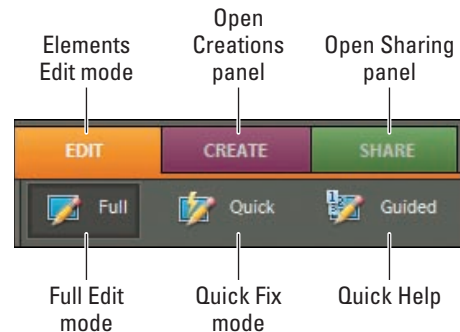 Open
Elements Creations Open Sharing
Edit mode panel panel
EDIT CREATE SHARE
Full Quick Guided
Full Edit Quick Fix Quick Help
mode mode